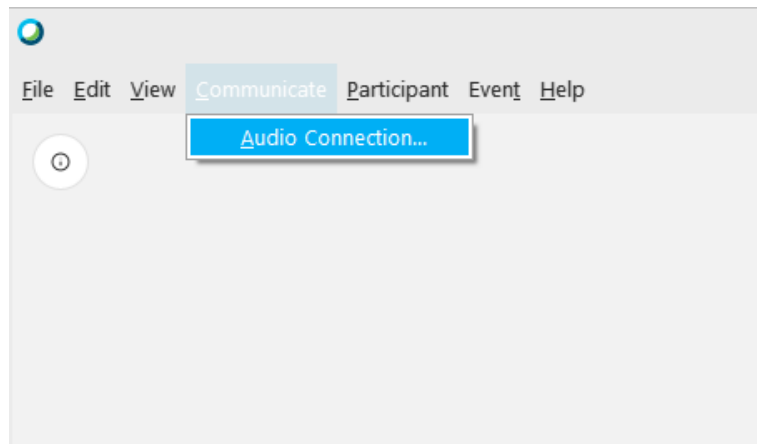 File Edit View Communicate Participant Event Help
Audio Connection...